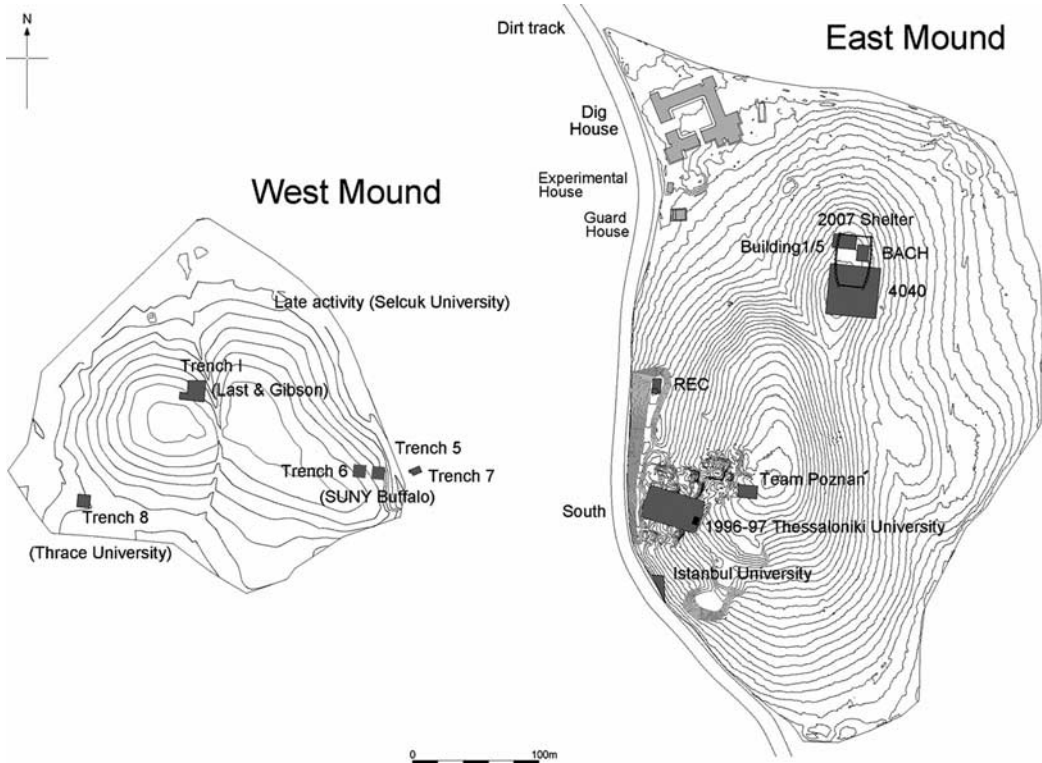 N
Dirt track
East Mound
Dig
House
Experimental
House
Guard
House
West Mound
2007 Shelter
Building1/5
BACH
4040
Late activity (Selcuk University)
Trench I
(Last & Gibson)
REC
Trench 5
Trench 6
Trench 7
(SUNY Buffalo)
Team Poznan
South
Trench 8
1996-97 Thessaloniki University
(Thrace University)
Istanbul University
0
100m